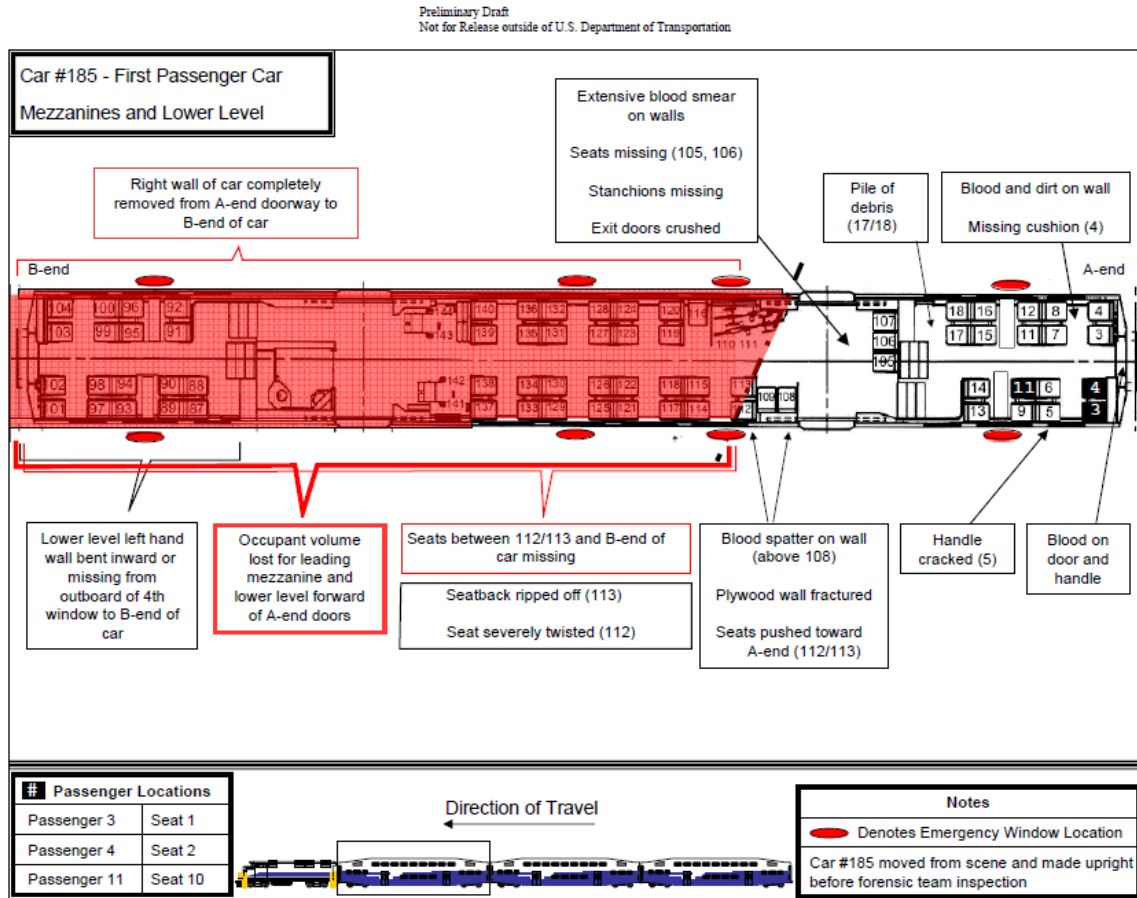 Preliminary Draft
Not for Release outside of U.S. Department of Transportation
Car #185 - First Passenger Car
Mezzanines and Lower Level
Right wall of car completely
removed from A-end doorway to
B-end of car
Extensive blood smear
on walls
Seats missing (105, 106)
Stanchions missing
Exit doors crushed
Pile of
debris
(17/18)
Blood and dirt on wall
Missing cushion (4)
B-end
A-end
104 100 96 92 144 140 136 132 128 124 120 116 107 18 16 12 8 4
103 99 95 91 143 139 135 131 127 123 119 110 111 106 17 15 11 7 3
105
102 98 94 90 88 142 138 134 130 126 122 118 115 113 109 108 14 11 6 4
101 97 93 89 87 141 137 133 129 125 121 117 114 12 13 9 5 3
Lower level left hand
wall bent inward or
missing from
outboard of 4th
window to B-end of
car
Occupant volume
lost for leading
mezzanine and
lower level forward
of A-end doors
Seats between 112/113 and B-end of
car missing
Seatback ripped off (113)
Seat severely twisted (112)
Blood spatter on wall
(above 108)
Plywood wall fractured
Seats pushed toward
A-end (112/113)
Handle
cracked (5)
Blood on
door and
handle
# Passenger Locations
Passenger 3 Seat 1
Passenger 4 Seat 2
Passenger 11 Seat 10
Direction of Travel
Notes
Denotes Emergency Window Location
Car #185 moved from scene and made upright
before forensic team inspection